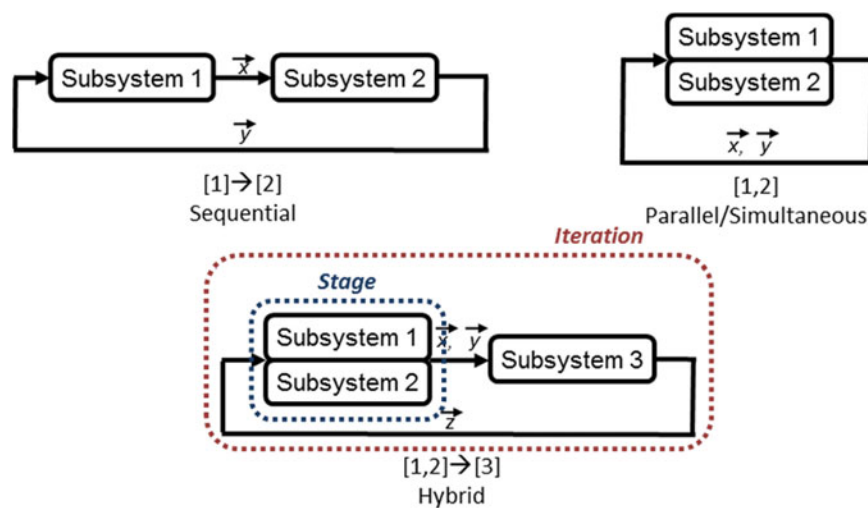 Subsystem 1
x
Subsystem 2
y
[1]→[2]
Sequential
Subsystem 1
Subsystem 2
x, y
[1,2]
Parallel/Simultaneous
Iteration
Stage
Subsystem 1
Subsystem 2
x, y
Subsystem 3
z
[1,2]→[3]
Hybrid